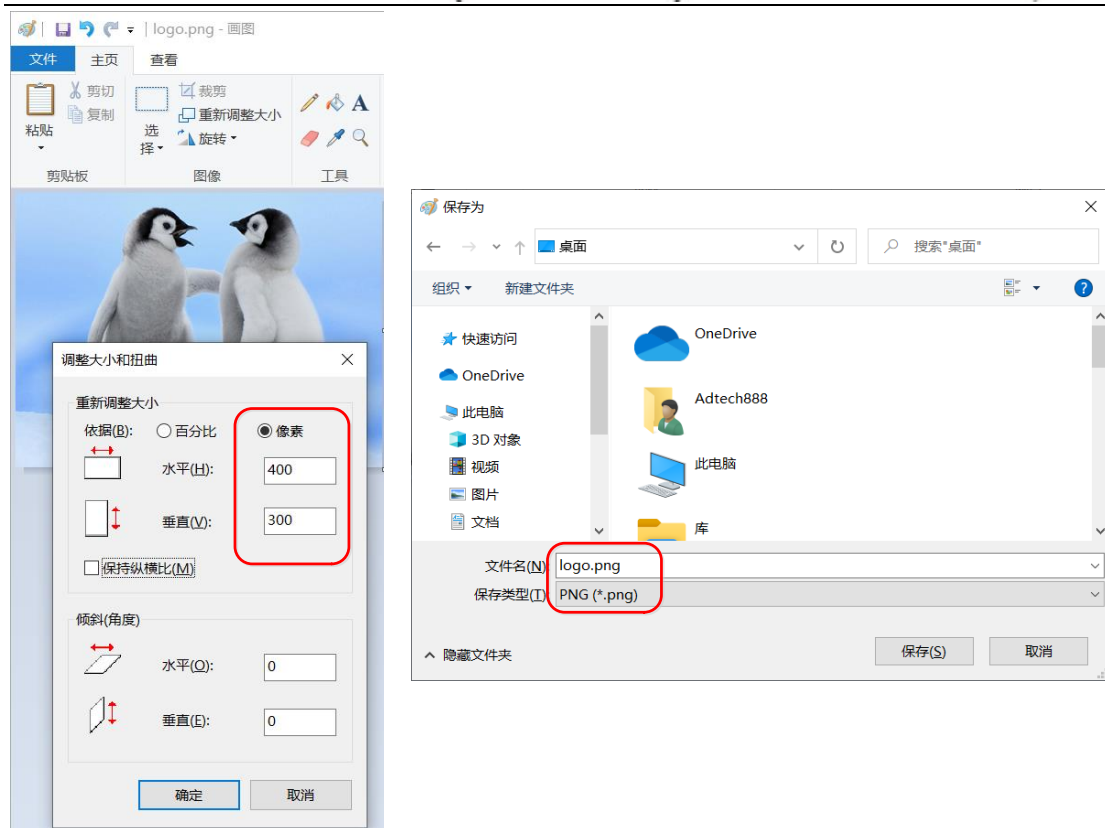 logo.png - 画图
文件 主页 查看
剪切
复制
粘贴
选择
裁剪
重新调整大小
旋转
A
剪贴板 图像 工具
调整大小和扭曲
重新调整大小
依据(B): 百分比 像素
水平(H): 400
垂直(V): 300
保持纵横比(M)
倾斜(角度)
水平(O): 0
垂直(E): 0
确定 取消
保存为
桌面
搜索"桌面"
组织 新建文件夹
?
快速访问
OneDrive
此电脑
3D 对象
视频
图片
文档
OneDrive
Adtech888
此电脑
库
文件名(N) logo.png
保存类型(T) PNG (*.png)
隐藏文件夹
保存(S) 取消